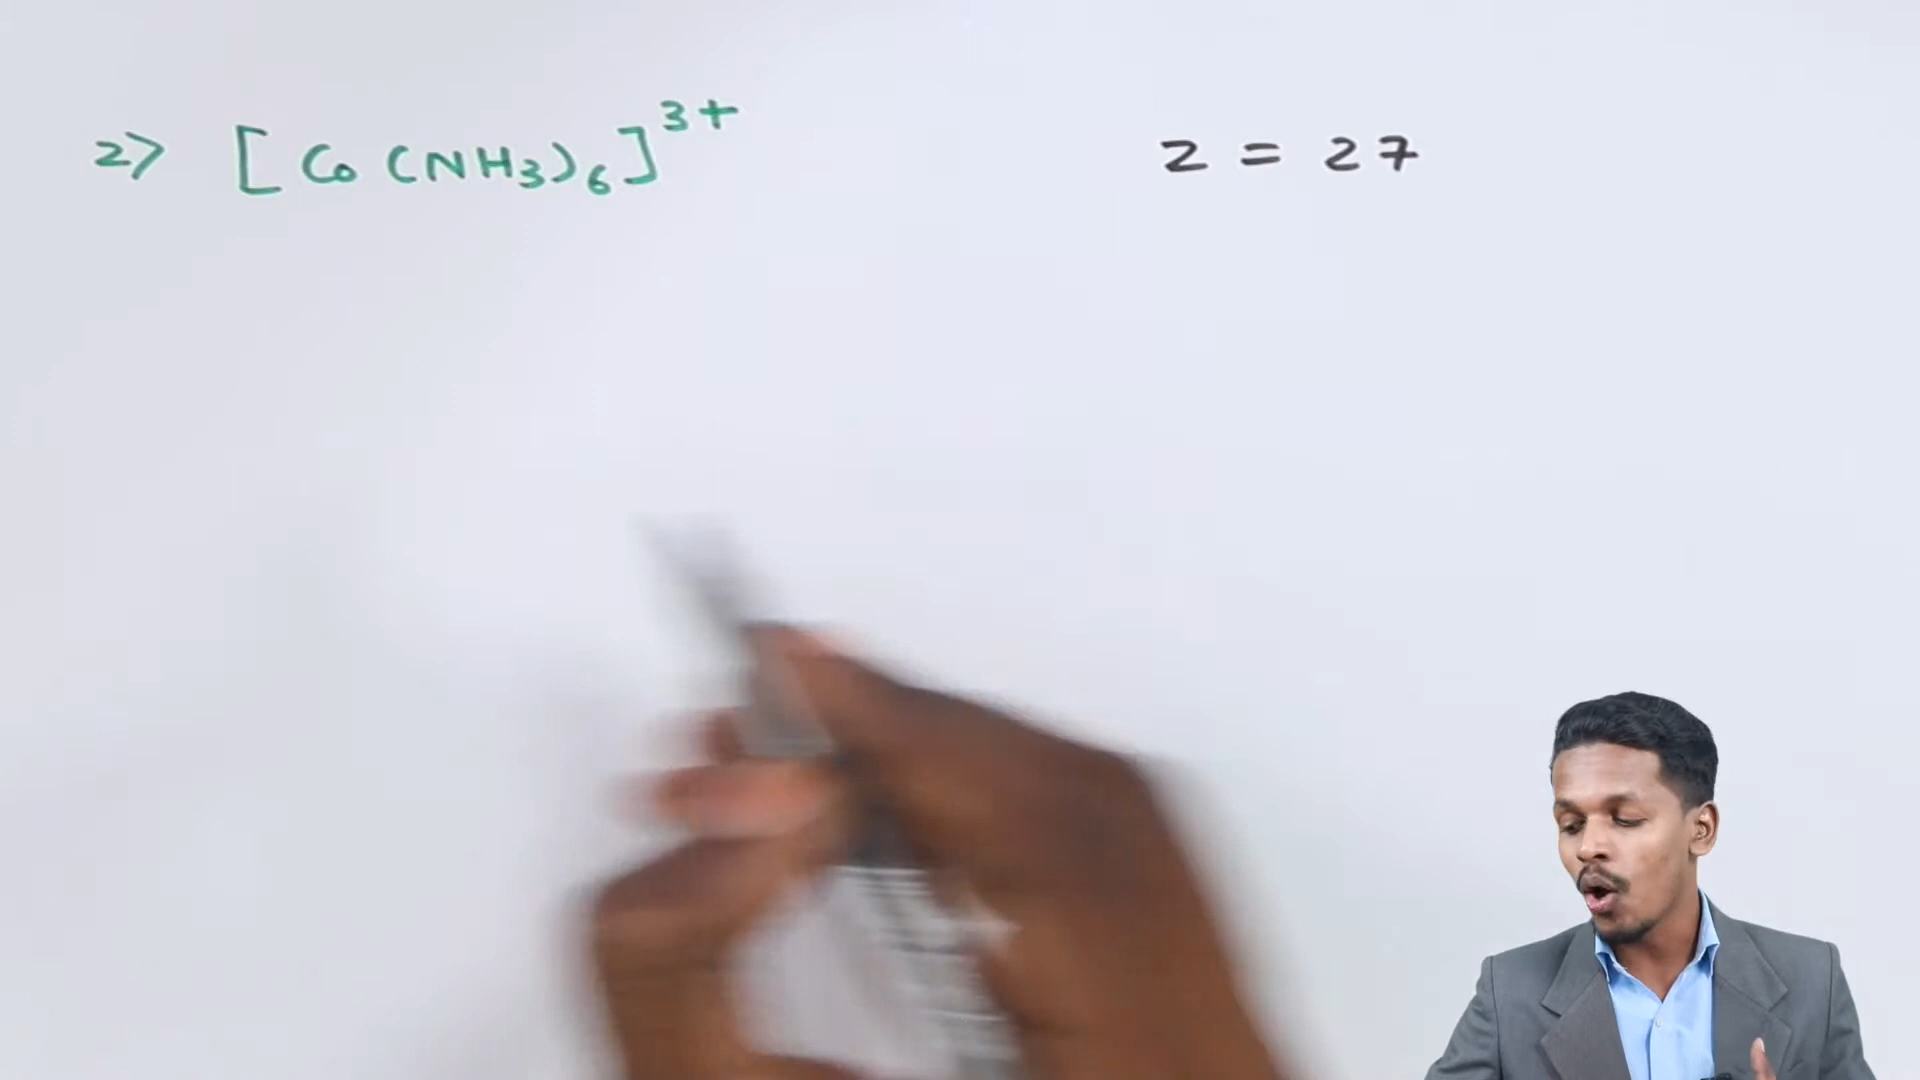 2) [Co(NH3)6]3+
Z = 27